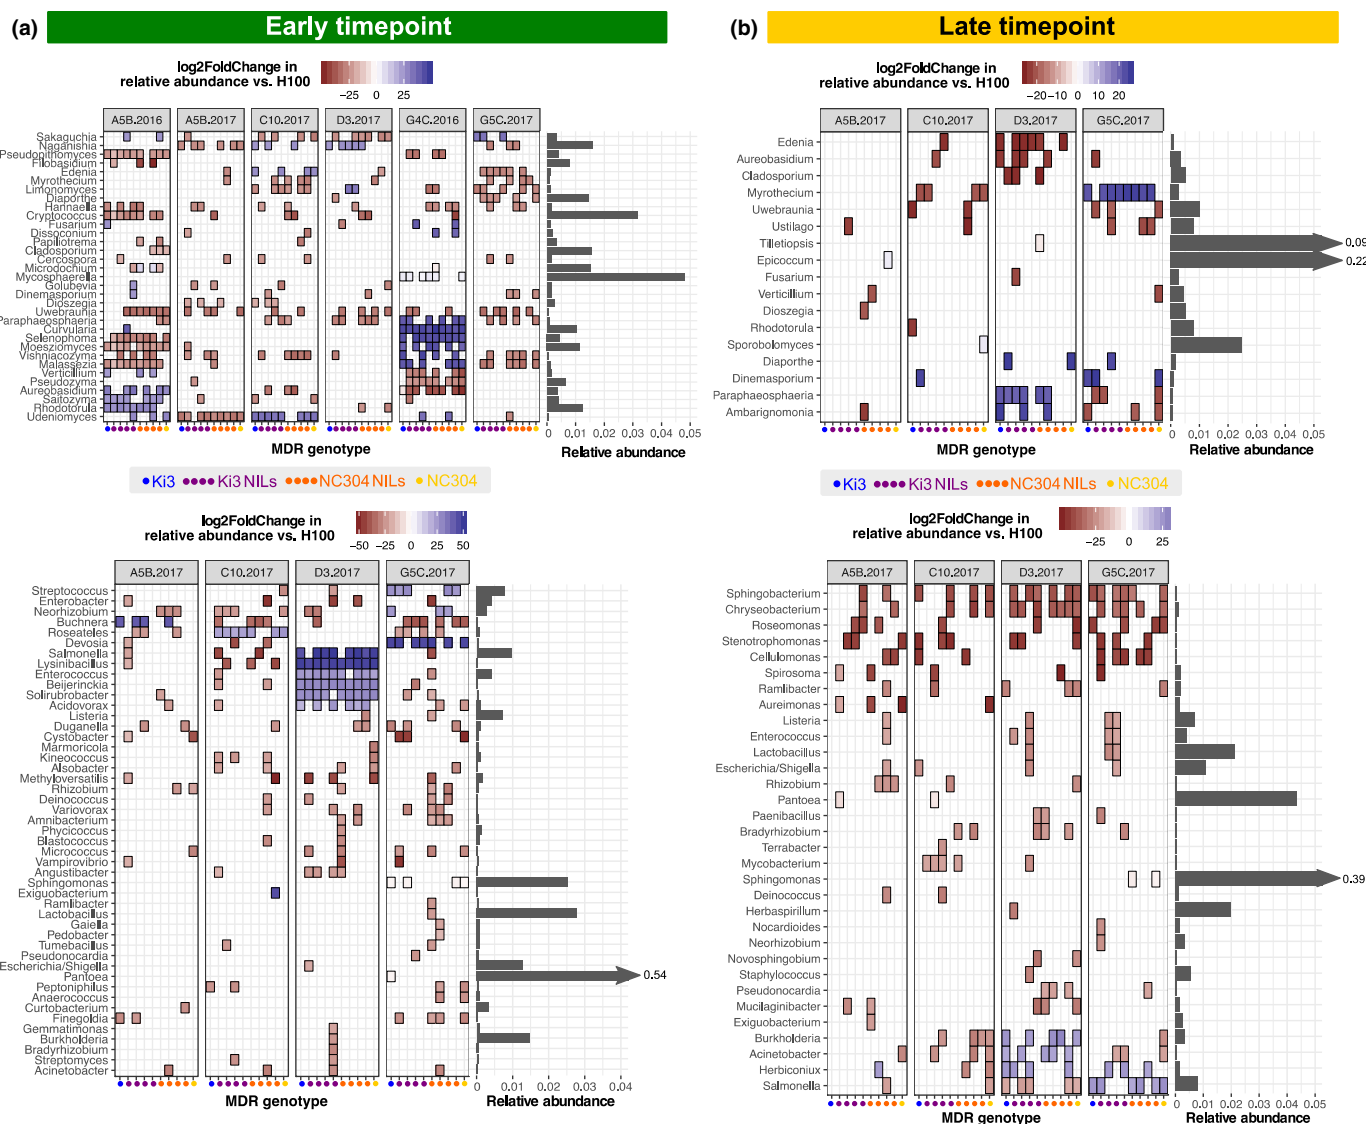 (a)
Early timepoint
log2FoldChange in
relative abundance vs. H100
−25 0 25
A5B.2016 A5B.2017 C10.2017 D3.2017 G4C.2016 G5C.2017
Sakaguchia
Naganishia
Pseudopithomyces
Filobasidium
Edenia
Myrothecium
Limonomyces
Diaporthe
Hannaella
Cryptococcus
Fusarium
Dissoconium
Papiliotrema
Cladosporium
Cercospora
Microdochium
Mycosphaerella
Golubevia
Dinemasporium
Dioszegia
Uwebraunia
Paraphaeosphaeria
Curvularia
Selenophoma
Moesziomyces
Vishniacozyma
Malassezia
Verticillium
Pseudozyma
Aureobasidium
Saitozyma
Rhodotorula
Udeniomyces
0 0.01 0.02 0.03 0.04 0.05
MDR genotype
Relative abundance
Ki3 Ki3 NILs NC304 NILs NC304
log2FoldChange in
relative abundance vs. H100
−50 −25 0 25 50
A5B.2017 C10.2017 D3.2017 G5C.2017
Streptococcus
Enterobacter
Neorhizobium
Buchnera
Roseateles
Devosia
Salmonella
Lysinibacillus
Enterococcus
Beijerinckia
Solirubrobacter
Acidovorax
Listeria
Duganella
Cystobacter
Marmoricola
Kineococcus
Alsobacter
Methyloversatilis
Rhizobium
Deinococcus
Variovorax
Amnibacterium
Phycicoccus
Blastococcus
Micrococcus
Vampirovibrio
Angustibacter
Sphingomonas
Exiguobacterium
Ramlibacter
Lactobacillus
Gaiella
Pedobacter
Tumebacillus
Pseudonocardia
Escherichia/Shigella
Pantoea
0.54
Peptoniphilus
Anaerococcus
Curtobacterium
Finegoldia
Gemmatimonas
Burkholderia
Bradyrhizobium
Streptomyces
Acinetobacter
0 0.01 0.02 0.03 0.04
MDR genotype
Relative abundance
(b)
Late timepoint
log2FoldChange in
relative abundance vs. H100
−20 −10 0 10 20
A5B.2017 C10.2017 D3.2017 G5C.2017
Edenia
Aureobasidium
Cladosporium
Myrothecium
Uwebraunia
Ustilago
Tilletiopsis
0.09
Epicoccum
0.22
Fusarium
Verticillium
Dioszegia
Rhodotorula
Sporobolomyces
Diaporthe
Dinemasporium
Paraphaeosphaeria
Ambarignomonia
0 0.01 0.02 0.03 0.04 0.05
MDR genotype
Relative abundance
Ki3 Ki3 NILs NC304 NILs NC304
log2FoldChange in
relative abundance vs. H100
−25 0 25
A5B.2017 C10.2017 D3.2017 G5C.2017
Sphingobacterium
Chryseobacterium
Roseomonas
Stenotrophomonas
Cellulomonas
Spirosoma
Ramlibacter
Aureimonas
Listeria
Enterococcus
Lactobacillus
Escherichia/Shigella
Rhizobium
Pantoea
Paenibacillus
Bradyrhizobium
Terrabacter
Mycobacterium
Sphingomonas
0.39
Deinococcus
Herbaspirillum
Nocardioides
Neorhizobium
Novosphingobium
Staphylococcus
Pseudonocardia
Mucilaginibacter
Exiguobacterium
Burkholderia
Acinetobacter
Herbiconiux
Salmonella
0 0.01 0.02 0.03 0.04 0.05
MDR genotype
Relative abundance